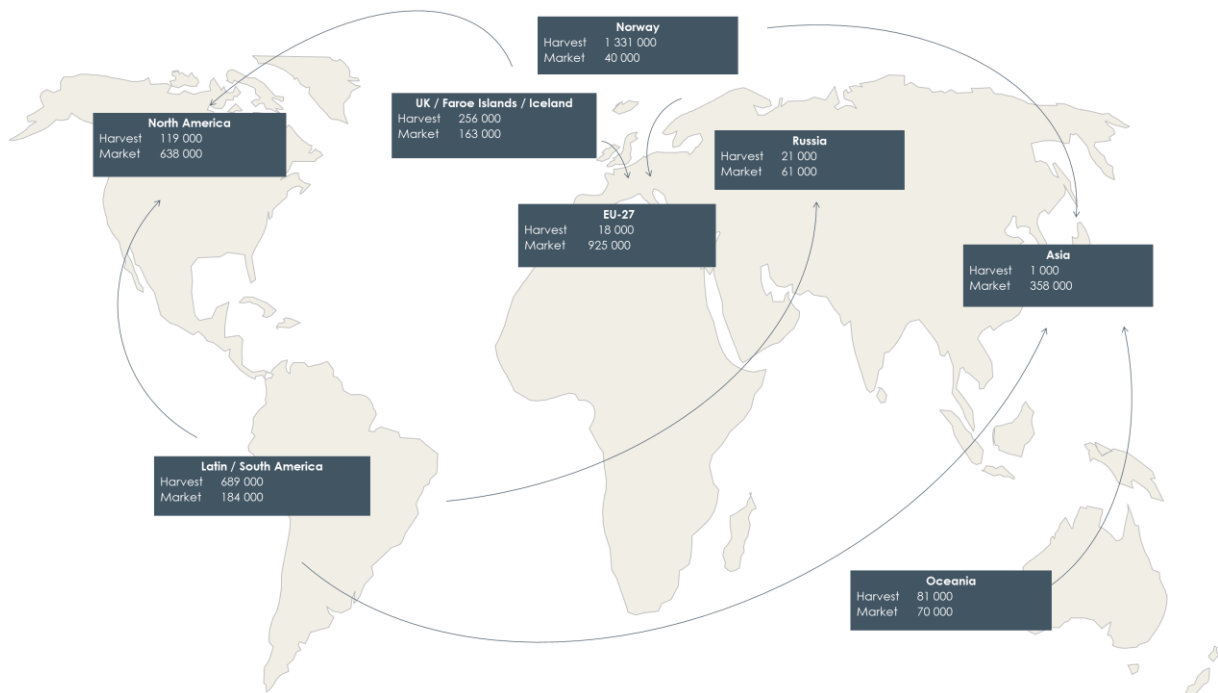 Norway
Harvest 1 331 000
Market 40 000
UK / Faroe Islands / Iceland
Harvest 256 000
Market 163 000
North America
Harvest 119 000
Market 638 000
Russia
Harvest 21 000
Market 61 000
EU-27
Harvest 18 000
Market 925 000
Asia
Harvest 1 000
Market 358 000
Latin / South America
Harvest 689 000
Market 184 000
Oceania
Harvest 81 000
Market 70 000